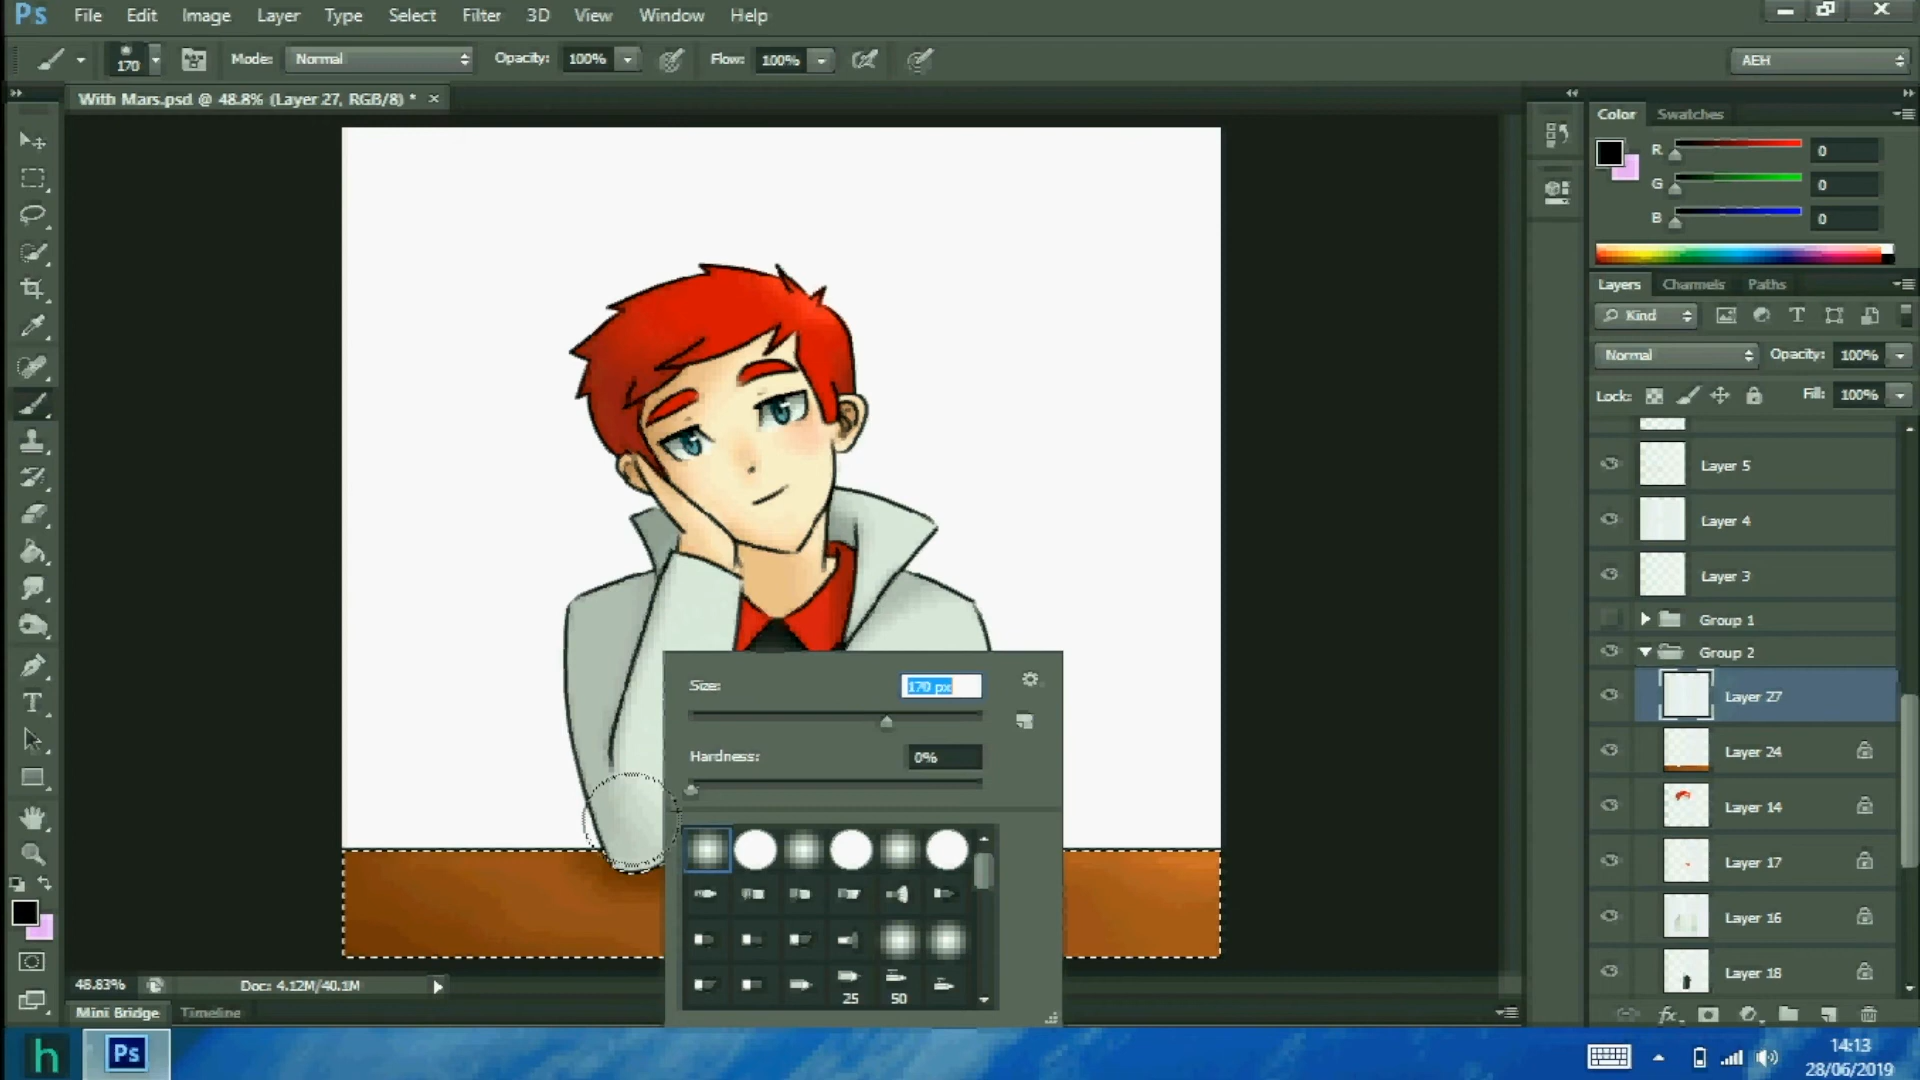 Ps File Edit Image Layer Type Select Filter 3D View Window Help
170 Mode: Normal Opacity: 100% Flow: 100% AEH
With Mars.psd @ 48.8% (Layer 27, RGB/8) * ×
Color Swatches
R 0
G 0
B 0
Layers Channels Paths
Kind
Normal Opacity: 100%
Lock: Fill: 100%
Layer 5
Layer 4
Layer 3
Group 1
Group 2
Layer 27
Layer 24
Layer 14
Layer 17
Layer 16
Layer 18
Size: 170 px
Hardness: 0%
25 50
48.83% Doc: 4.12M/40.1M
Mini Bridge Timeline
h Ps
14:13
28/06/2019